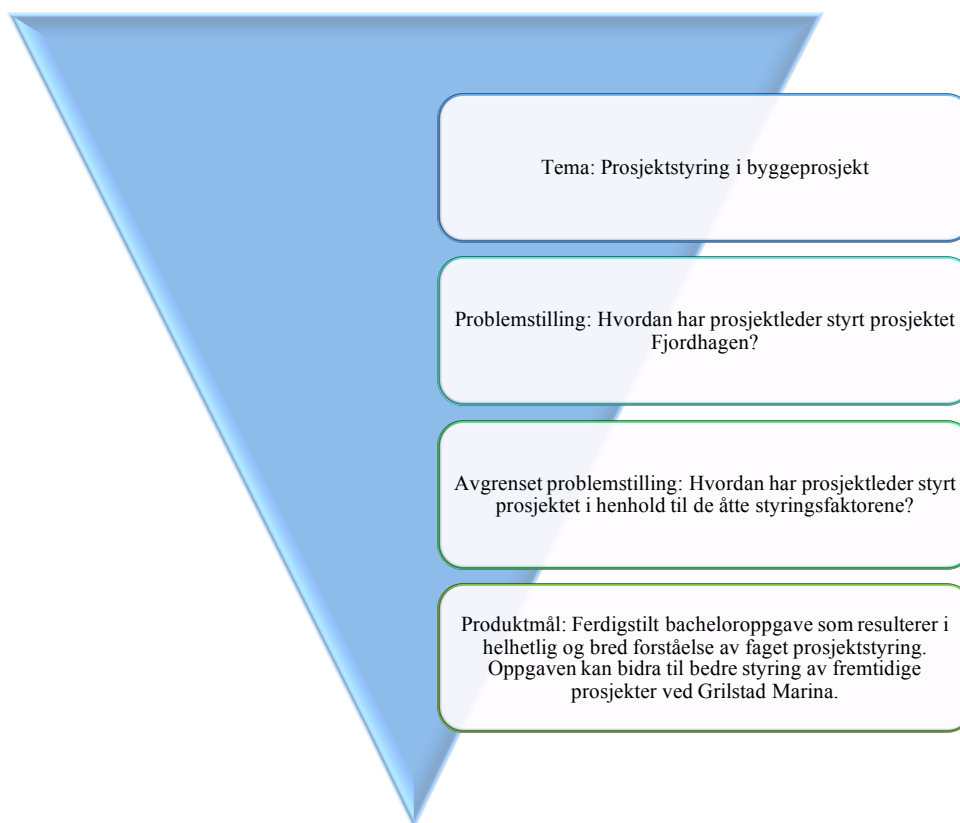 Tema: Prosjektstyring i byggeprosjekt
Problemstilling: Hvordan har prosjektleder styrt prosjektet
Fjordhagen?
Avgrenset problemstilling: Hvordan har prosjektleder styrt
prosjektet i henhold til de åtte styringsfaktorene?
Produktmål: Ferdigstilt bacheloroppgave som resulterer i
helhetlig og bred forståelse av faget prosjektstyring.
Oppgaven kan bidra til bedre styring av fremtidige
prosjekter ved Grilstad Marina.